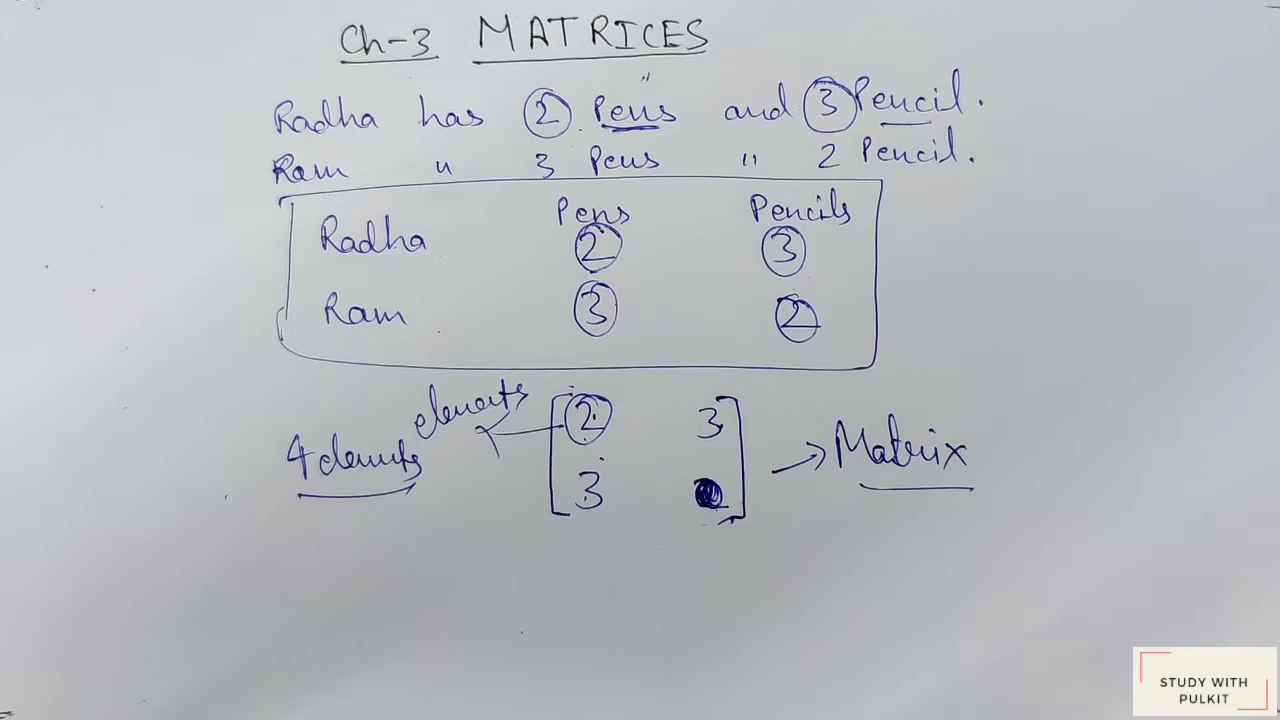 Ch-3 MATRICES
Radha has 2 Pens " and 3 Pencil.
Ram " 3 Pens " 2 Pencil.
Pens Pencils
Radha 2 3
Ram 3 2
elements
4 elements
2 3
3
→ Matrix
STUDY WITH
PULKIT